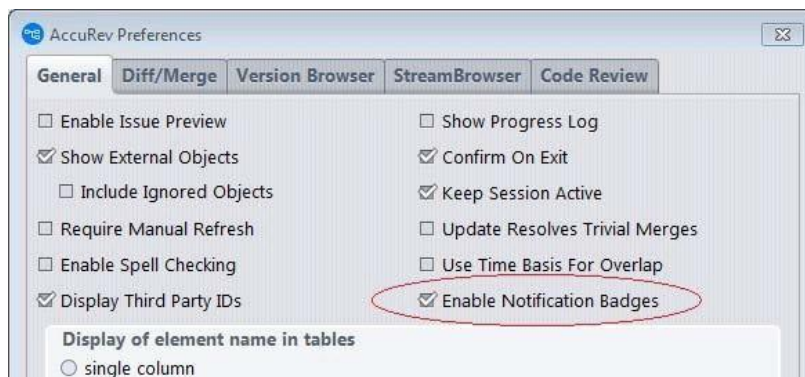 AccuRev Preferences
General Diff/Merge Version Browser StreamBrowser Code Review
Enable Issue Preview Show Progress Log
Show External Objects Confirm On Exit
Include Ignored Objects Keep Session Active
Require Manual Refresh Update Resolves Trivial Merges
Enable Spell Checking Use Time Basis For Overlap
Display Third Party IDs Enable Notification Badges
Display of element name in tables
single column